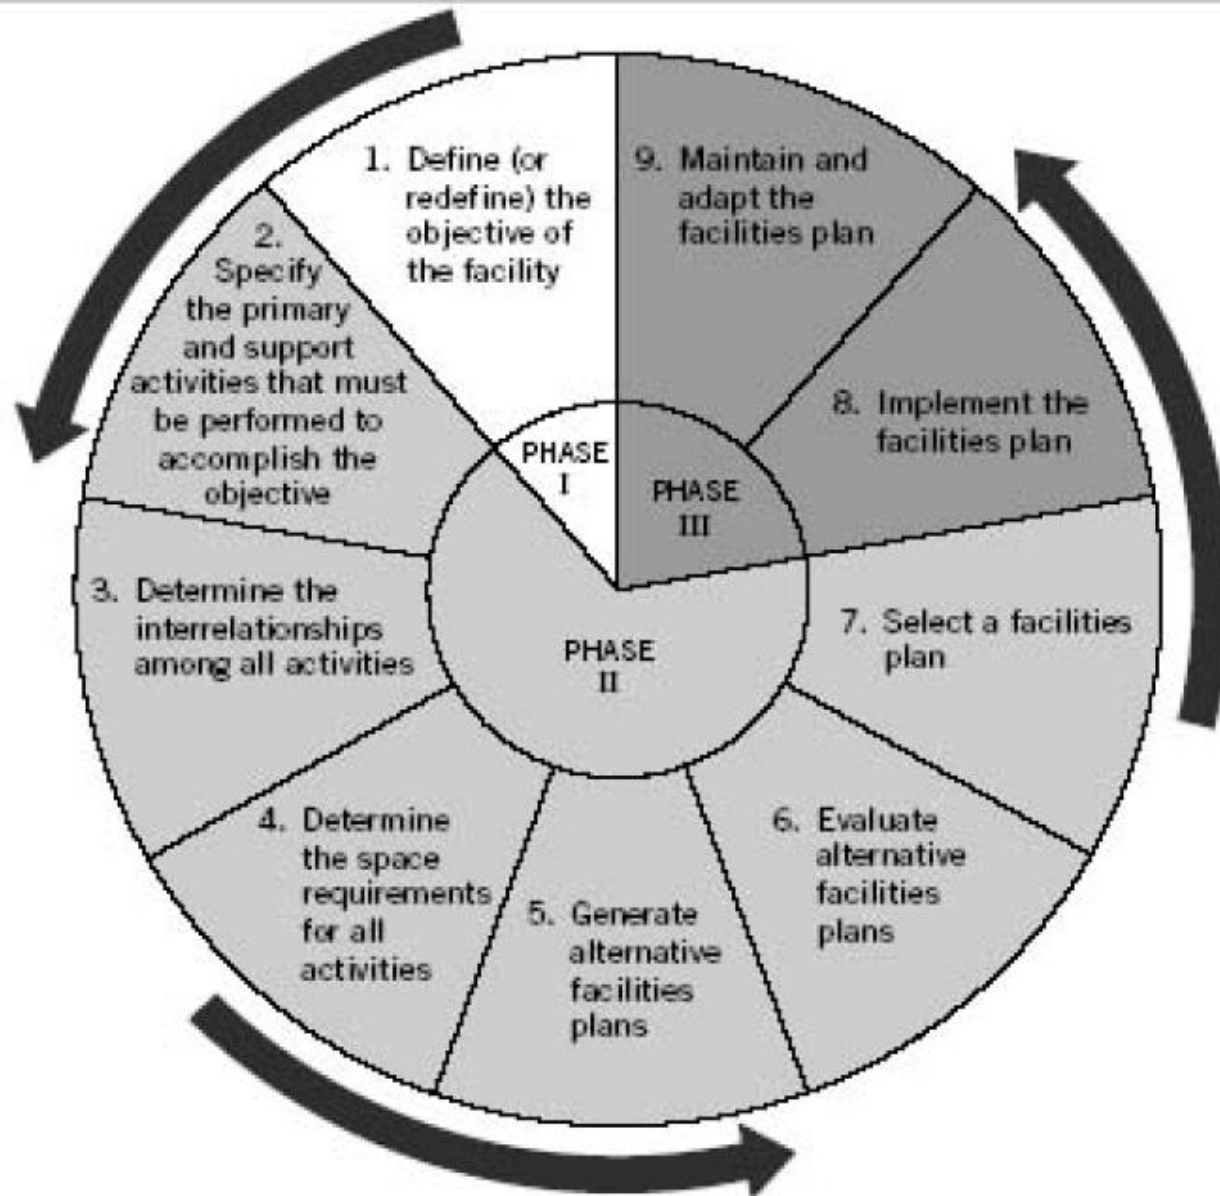 1. Define (or
redefine) the
objective of
the facility
2.
Specify
the primary
and support
activities that must
be performed to
accomplish the
objective
3. Determine the
interrelationships
among all activities
4. Determine
the space
requirements
for all
activities
5. Generate
alternative
facilities
plans
6. Evaluate
alternative
facilities
plans
7. Select a facilities
plan
8. Implement the
facilities plan
9. Maintain and
adapt the
facilities plan
PHASE
I
PHASE
II
PHASE
III